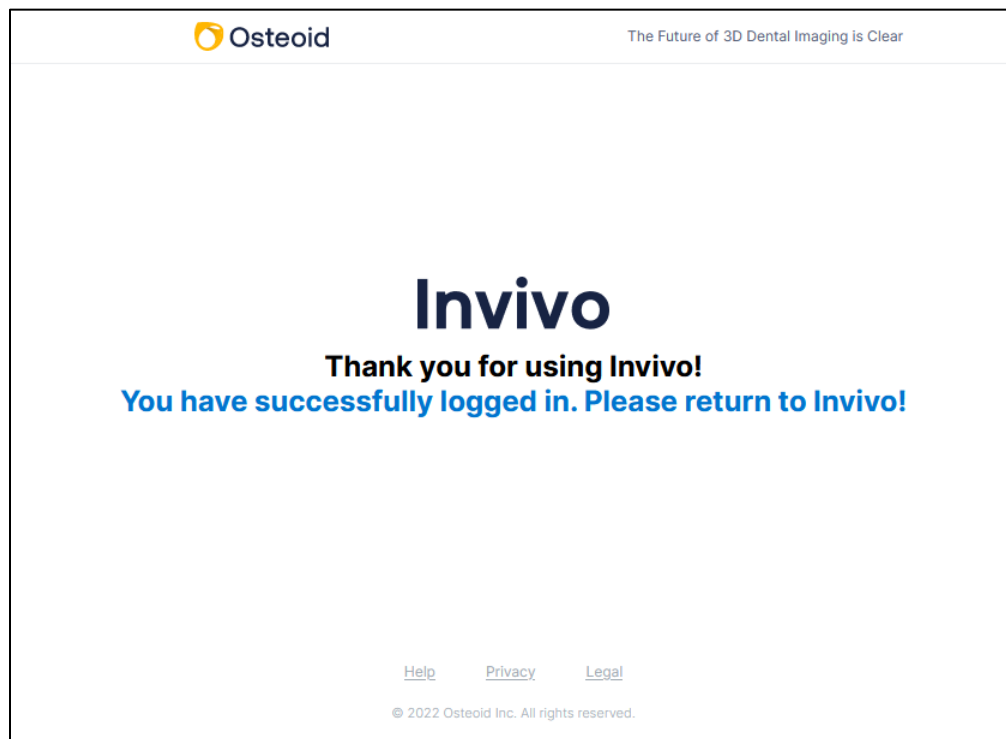 Osteoid
The Future of 3D Dental Imaging is Clear
Invivo
Thank you for using Invivo!
You have successfully logged in. Please return to Invivo!
Help Privacy Legal
© 2022 Osteoid Inc. All rights reserved.